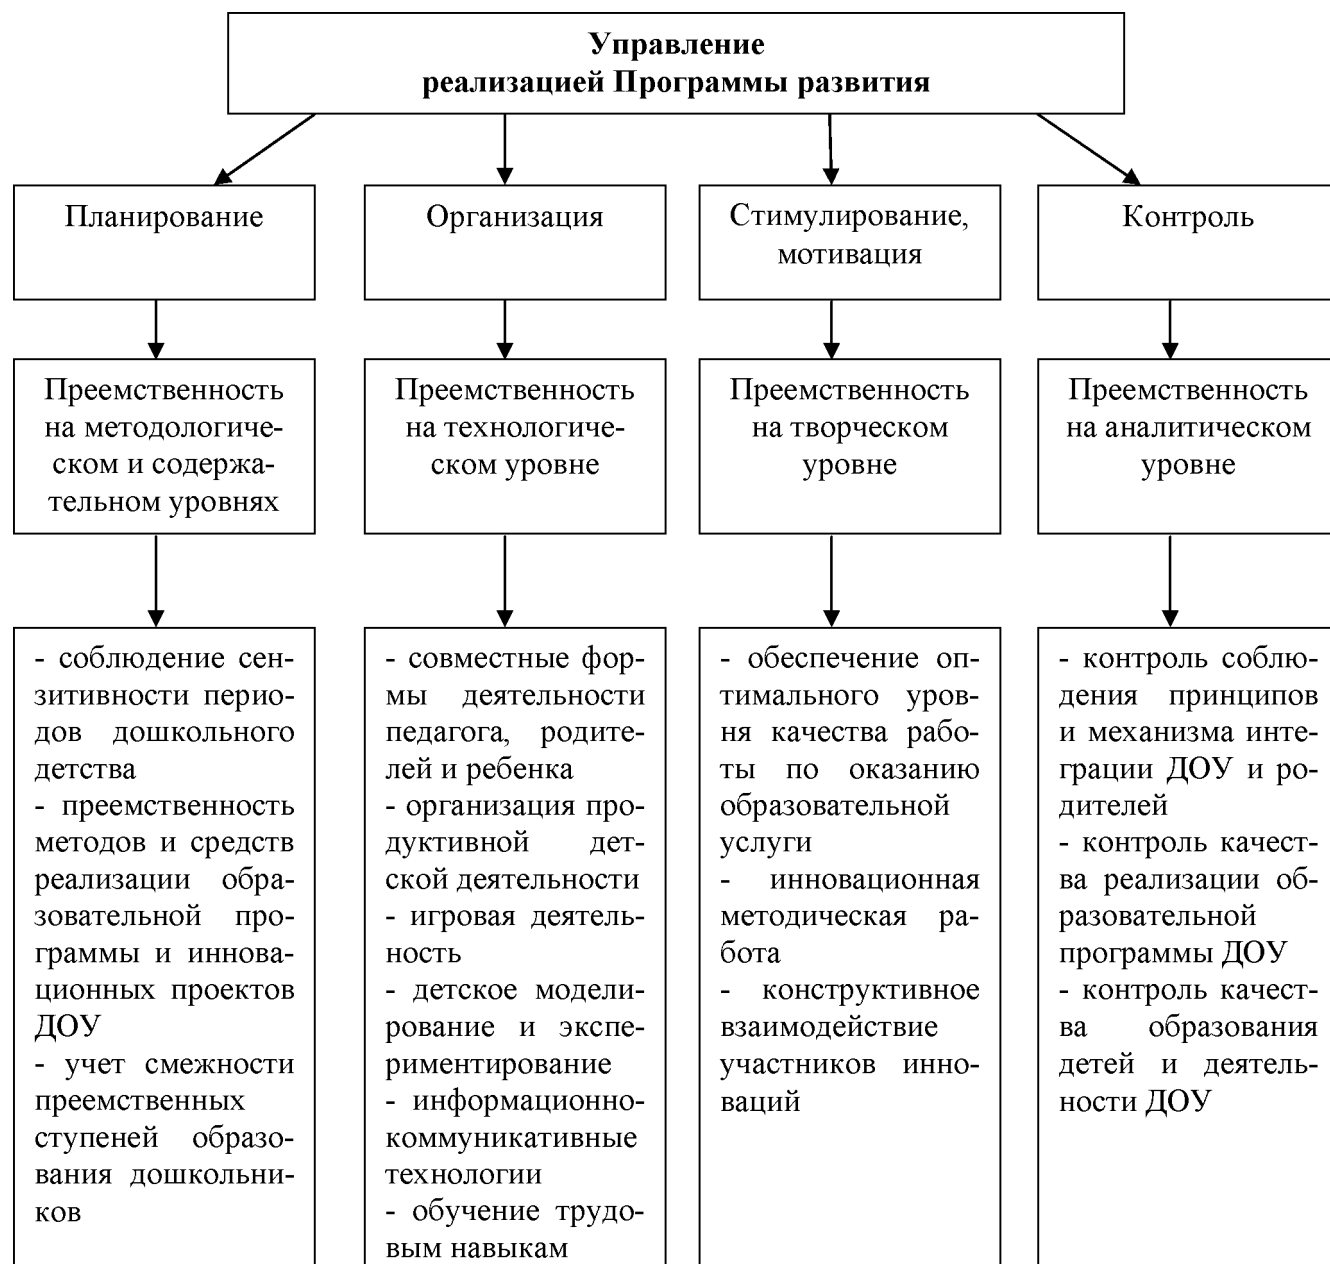 Управление
реализацией Программы развития
Планирование
Организация
Стимулирование,
мотивация
Контроль
Преемственность
на методологиче-
ском и содержа-
тельном уровнях
Преемственность
на технологиче-
ском уровне
Преемственность
на творческом
уровне
Преемственность
на аналитическом
уровне
- соблюдение сен-
зитивности перио-
дов дошкольного
детства
- преемственность
методов и средств
реализации обра-
зовательной про-
граммы и иннова-
ционных проектов
ДОУ
- учет смежности
преемственных
ступеней образо-
вания дошкольни-
ков
- совместные фор-
мы деятельности
педагога, родите-
лей и ребенка
- организация про-
дуктивной дет-
ской деятельности
- игровая деятель-
ность
- детское модели-
рование и экспе-
риментирование
- информационно-
коммуникативные
технологии
- обучение трудо-
вым навыкам
- обеспечение оп-
тимального уров-
ня качества рабо-
ты по оказанию
образовательной
услуги
- инновационная
методическая ра-
бота
- конструктивное
взаимодействие
участников инно-
ваций
- контроль соблю-
дения принципов
и механизма инте-
грации ДОУ и ро-
дителей
- контроль качест-
ва реализации об-
разовательной
программы ДОУ
- контроль качест-
ва образования
детей и деятель-
ности ДОУ